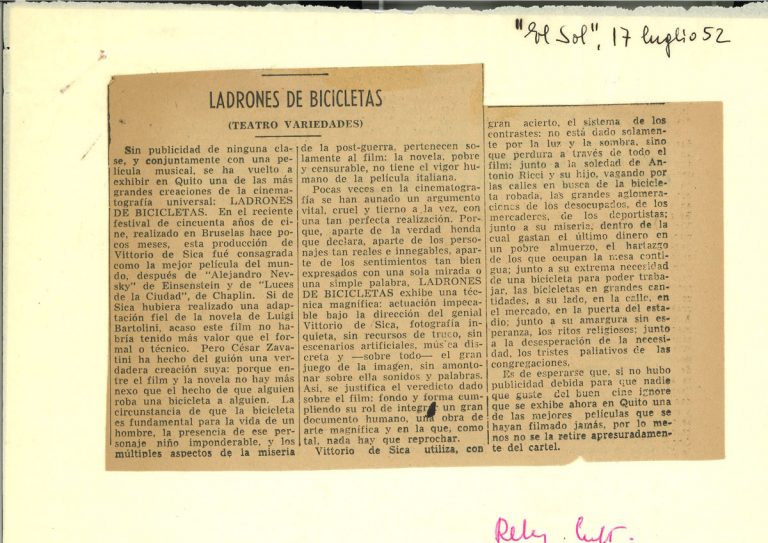 "El Sol", 17 luglio 52
LADRONES DE BICICLETAS
(TEATRO VARIEDADES)
Sin publicidad de ninguna cla-
se, y conjuntamente con una pe-
lícula musical, se ha vuelto a
exhibir en Quito una de las más
grandes creaciones de la cinema-
tografía universal: LADRONES
DE BICICLETAS. En el reciente
festival de cincuenta años de ci-
ne, realizado en Bruselas hace po-
cos meses, esta producción de
Vittorio de Sica fué consagrada
como la mejor película del mun-
do, después de "Alejandro Nev-
sky" de Einsenstein y de "Luces
de la Ciudad", de Chaplin. Si de
Sica hubiera realizado una adap-
tación fiel de la novela de Luigi
Bartolini, acaso este film no ha-
bría tenido más valor que el for-
mal o técnico. Pero César Zava-
tini ha hecho del guión una ver-
dadera creación suya: porque en-
tre el film y la novela no hay más
nexo que el hecho de que alguien
roba una bicicleta a alguien. La
circunstancia de que la bicicleta
es fundamental para la vida de un
hombre, la presencia de ese per-
sonaje niño imponderable, y los
múltiples aspectos de la miseria
de la post-guerra, pertenecen so-
lamente al film: la novela, pobre
y censurable, no tiene el vigor hu-
mano de la película italiana.
Pocas veces en la cinematogra-
fía se han aunado un argumento
vital, cruel y tierno a la vez, con
una tan perfecta realización. Por-
que, aparte de la verdad honda
que declara, aparte de los perso-
najes tan reales e innegables, apar-
te de los sentimientos tan bien
expresados con una sola mirada o
una simple palabra, LADRONES
DE BICICLETAS exhibe una téc-
nica magnífica: actuación impeca-
ble bajo la dirección del genial
Vittorio de Sica, fotografía in-
quieta, sin recursos de truco, sin
escenarios artificiales, música dis-
creta y —sobre todo— el gran
juego de la imagen, sin amonto-
nar sobre ella sonidos y palabras.
Así, se justifica el veredicto dado
sobre el film: fondo y forma cum-
pliendo su rol de integrar un gran
documento humano, una obra de
arte magnífica y en la que, como
tal, nada hay que reprochar.
Vittorio de Sica utiliza, con
gran acierto, el sistema de los
contrastes: no está dado solamen-
te por la luz y la sombra, sino
que perdura a través de todo el
film: junto a la soledad de An-
tonio Ricci y su hijo, vagando por
las calles en busca de la bicicle-
ta robada, las grandes aglomera-
ciones de los desocupados, de los
mercaderes, de los deportistas;
junto a su miseria, dentro de la
cual gastan el último dinero en
un pobre almuerzo, el hartazgo
de los que ocupan la mesa conti-
gua; junto a su extrema necesidad
de una bicicleta para poder traba-
jar, las bicicletas en grandes can-
tidades, a su lado, en la calle, en
el mercado, en la puerta del esta-
dio; junto a su amargura sin es-
peranza, los ritos religiosos; junto
a la desesperación de la necesi-
dad, los tristes paliativos de las
congregaciones.
Es de esperarse que, si no hubo
publicidad debida para que nadie
que guste del buen cine ignore
que se exhibe ahora en Quito una
de las mejores películas que se
hayan filmado jamás, por lo me-
nos no se la retire apresuradamen-
te del cartel.